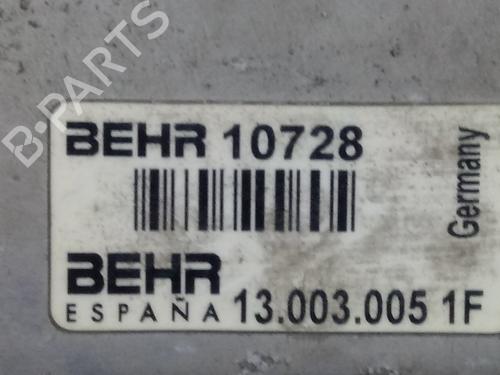 B-PARTS
BEHR 10728
Germany
BEHR
ESPAÑA 13.003.005 1F